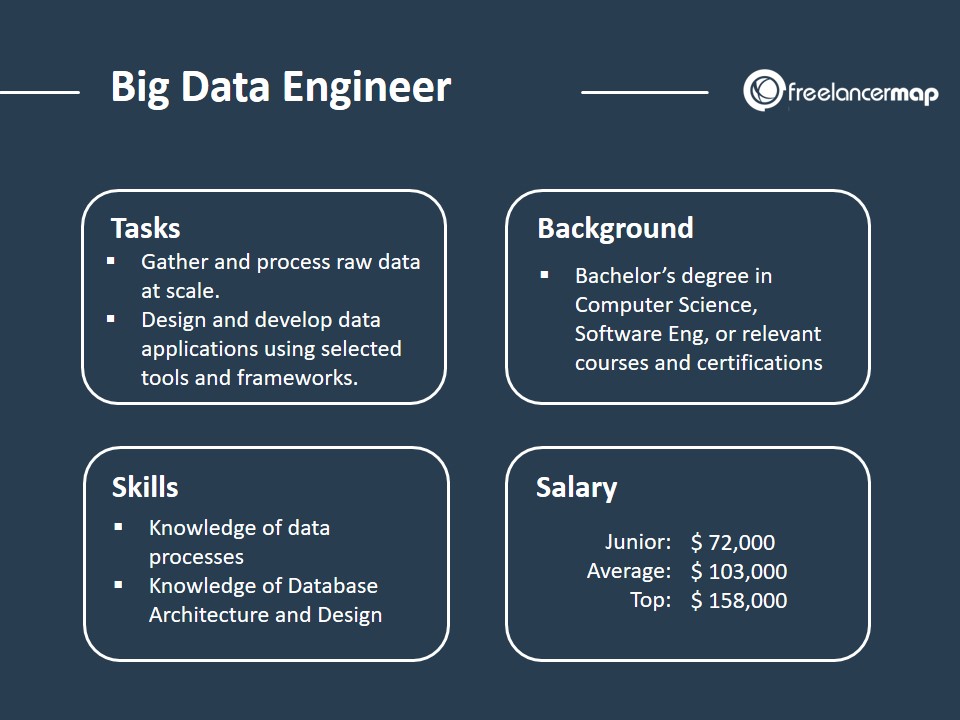 Big Data Engineer
freelancermap
Tasks
▪ Gather and process raw data
at scale.
▪ Design and develop data
applications using selected
tools and frameworks.
Background
▪ Bachelor’s degree in
Computer Science,
Software Eng, or relevant
courses and certifications
Skills
▪ Knowledge of data
processes
▪ Knowledge of Database
Architecture and Design
Salary
Junior: $ 72,000
Average: $ 103,000
Top: $ 158,000